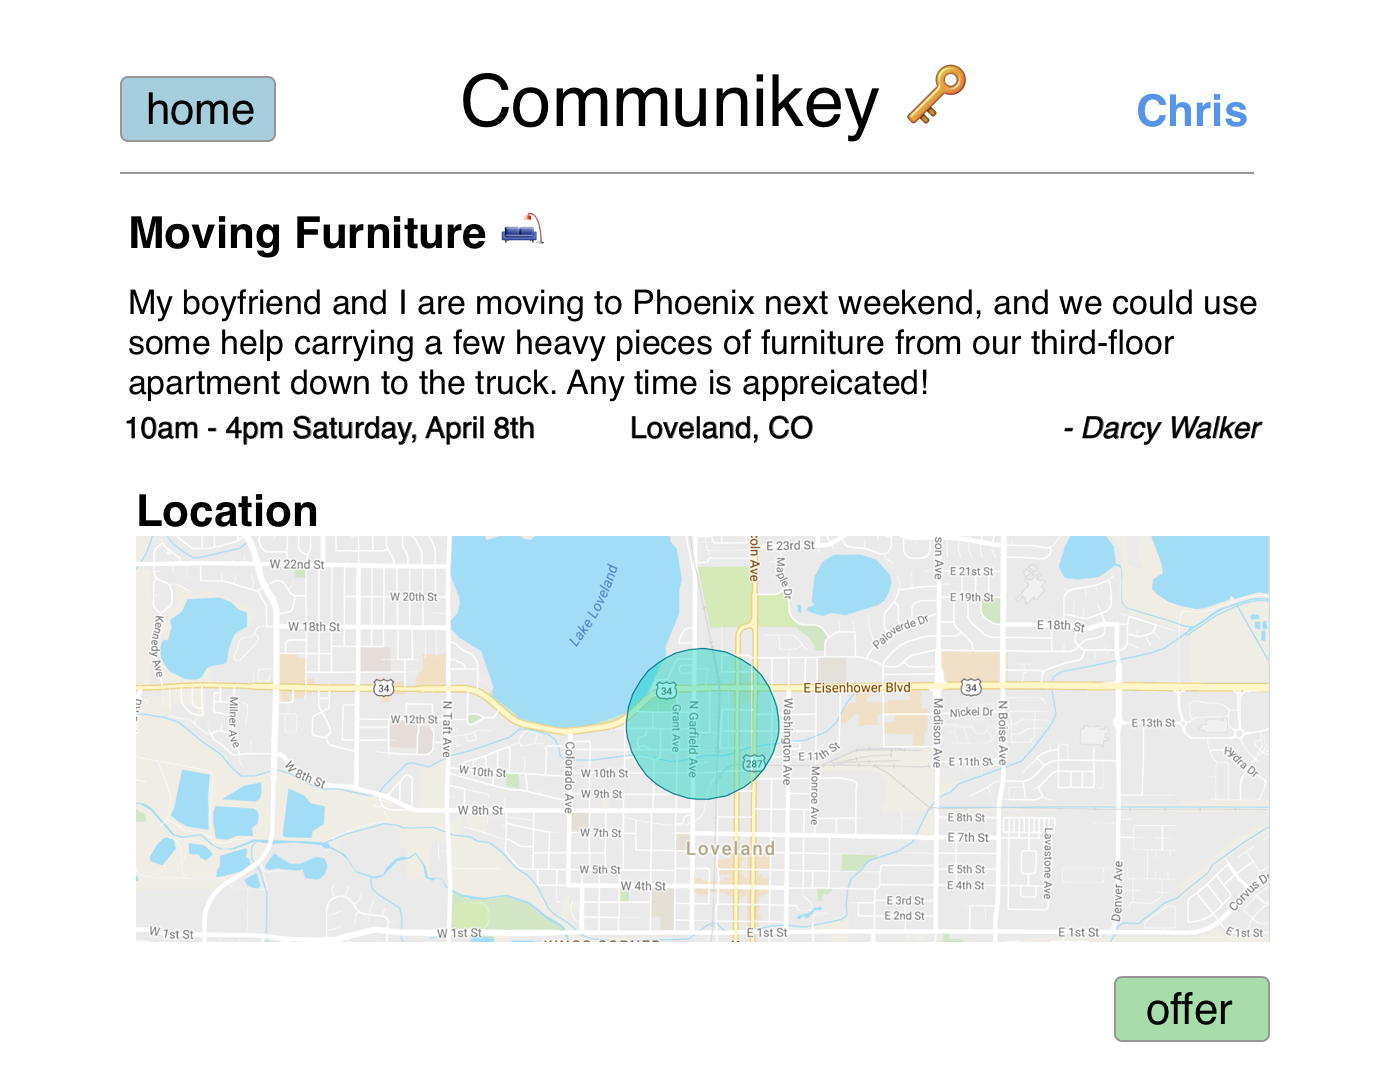 home
Communikey
Chris
Moving Furniture
My boyfriend and I are moving to Phoenix next weekend, and we could use
some help carrying a few heavy pieces of furniture from our third-floor
apartment down to the truck. Any time is appreicated!
10am - 4pm Saturday, April 8th
Loveland, CO
- Darcy Walker
Location
W 22nd St
W 20th St
W 18th St
Kennedy Ave
Lake Loveland
E 23rd St
Maple Dr
E 21st St
E 19th St
Paloverde Dr
E 18th St
34
34
E Eisenhower Blvd
34
Milner Ave
W 12th St
N Taft Ave
Grant Ave
N Garfield Ave
Washington Ave
Madison Ave
Nickel Dr
N Boise Ave
E 13th St
Hydra Dr
W 8th St
W 10th St
Colorado Ave
W 10th St
287
E 11th St
Monroe Ave
E 11th St
W 9th St
W 8th St
E 8th St
W 7th St
E 7th St
Loveland
Lavastone Ave
W 5th St
E 5th St
W 4th St
E 4th St
Denver Ave
Corvus Dr
E 3rd St
E 2nd St
W 1st St
W 1st St
E 1st St
E 1st St
E 1st St
offer